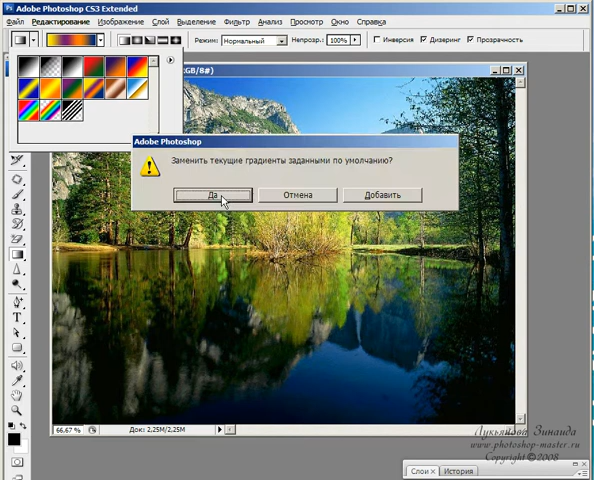 Adobe Photoshop CS3 Extended
Файл Редактирование Изображение Слой Выделение Фильтр Анализ Просмотр Окно Справка
Режим: Нормальный Непрозр.: 100% Инверсия Дизеринг Прозрачность
RGB/8#)
Adobe Photoshop
Заменить текущие градиенты заданными по умолчанию?
Да Отмена Добавить
66,67 % Док: 2,25M/2,25M
Лукьянова Зинаида
www.photoshop-master.ru
Copyright ©2008
Слои × История